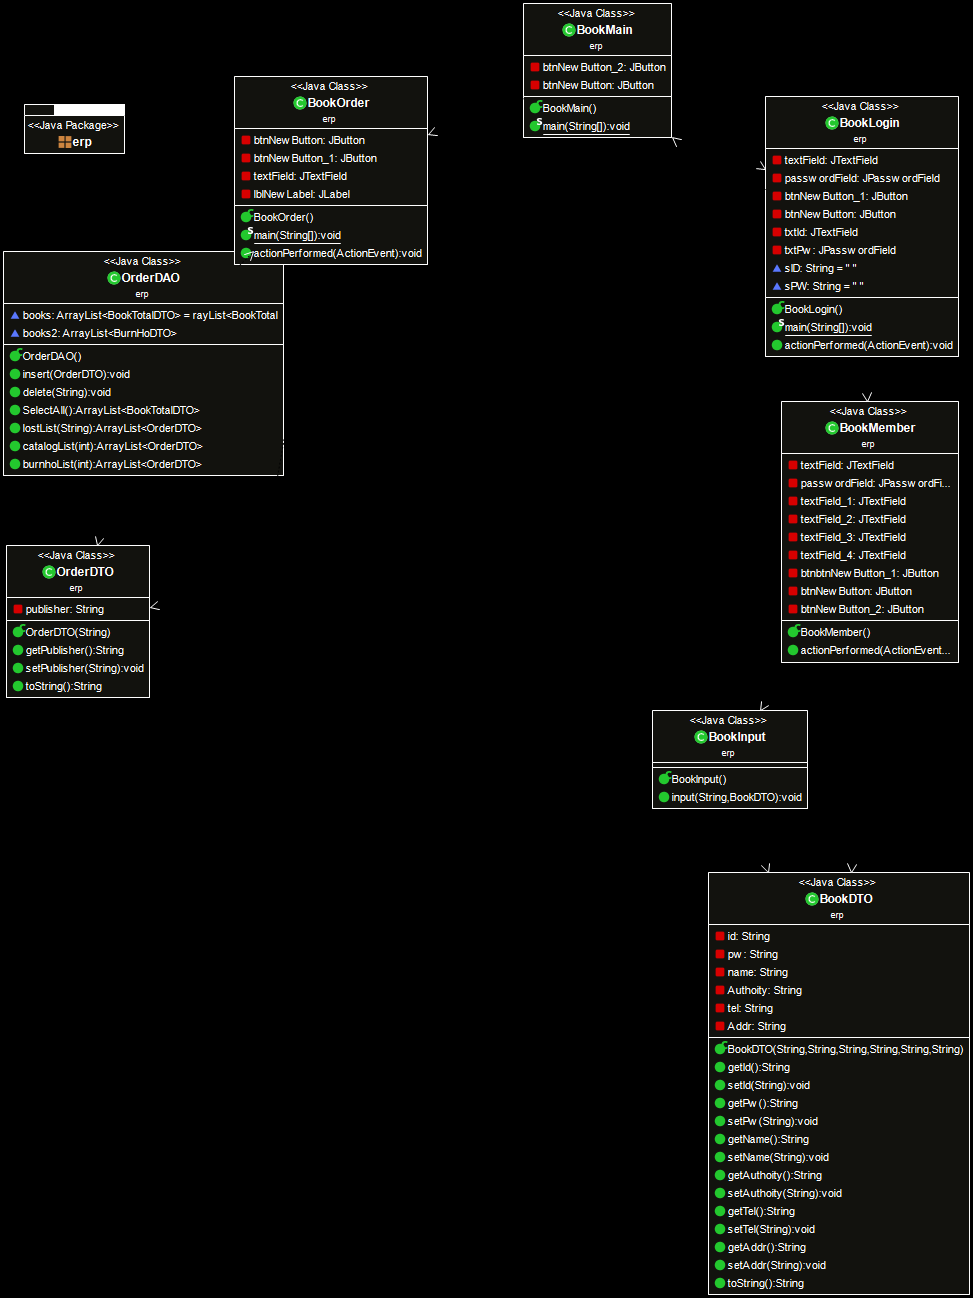 <<Java Class>>
BookMain
erp
btnNew Button_2: JButton
btnNew Button: JButton
BookMain()
main(String[]):void
<<Java Class>>
BookOrder
erp
btnNew Button: JButton
btnNew Button_1: JButton
textField: JTextField
lblNew Label: JLabel
BookOrder()
main(String[]):void
actionPerformed(ActionEvent):void
<<Java Package>>
erp
<<Java Class>>
BookLogin
erp
textField: JTextField
passw ordField: JPassw ordField
btnNew Button_1: JButton
btnNew Button: JButton
txtId: JTextField
txtPw : JPassw ordField
sID: String = " "
sPW: String = " "
BookLogin()
main(String[]):void
actionPerformed(ActionEvent):void
<<Java Class>>
OrderDAO
erp
books: ArrayList<BookTotalDTO> = rayList<BookTotal
books2: ArrayList<BurnHoDTO>
OrderDAO()
insert(OrderDTO):void
delete(String):void
SelectAll():ArrayList<BookTotalDTO>
lostList(String):ArrayList<OrderDTO>
catalogList(int):ArrayList<OrderDTO>
burnhoList(int):ArrayList<OrderDTO>
<<Java Class>>
BookMember
erp
textField: JTextField
passw ordField: JPassw ordFi...
textField_1: JTextField
textField_2: JTextField
textField_3: JTextField
textField_4: JTextField
btnbtnNew Button_1: JButton
btnNew Button: JButton
btnNew Button_2: JButton
BookMember()
actionPerformed(ActionEvent...
<<Java Class>>
OrderDTO
erp
publisher: String
OrderDTO(String)
getPublisher():String
setPublisher(String):void
toString():String
<<Java Class>>
BookInput
erp
BookInput()
input(String,BookDTO):void
<<Java Class>>
BookDTO
erp
id: String
pw : String
name: String
Authoity: String
tel: String
Addr: String
BookDTO(String,String,String,String,String,String)
getId():String
setId(String):void
getPw ():String
setPw (String):void
getName():String
setName(String):void
getAuthoity():String
setAuthoity(String):void
getTel():String
setTel(String):void
getAddr():String
setAddr(String):void
toString():String